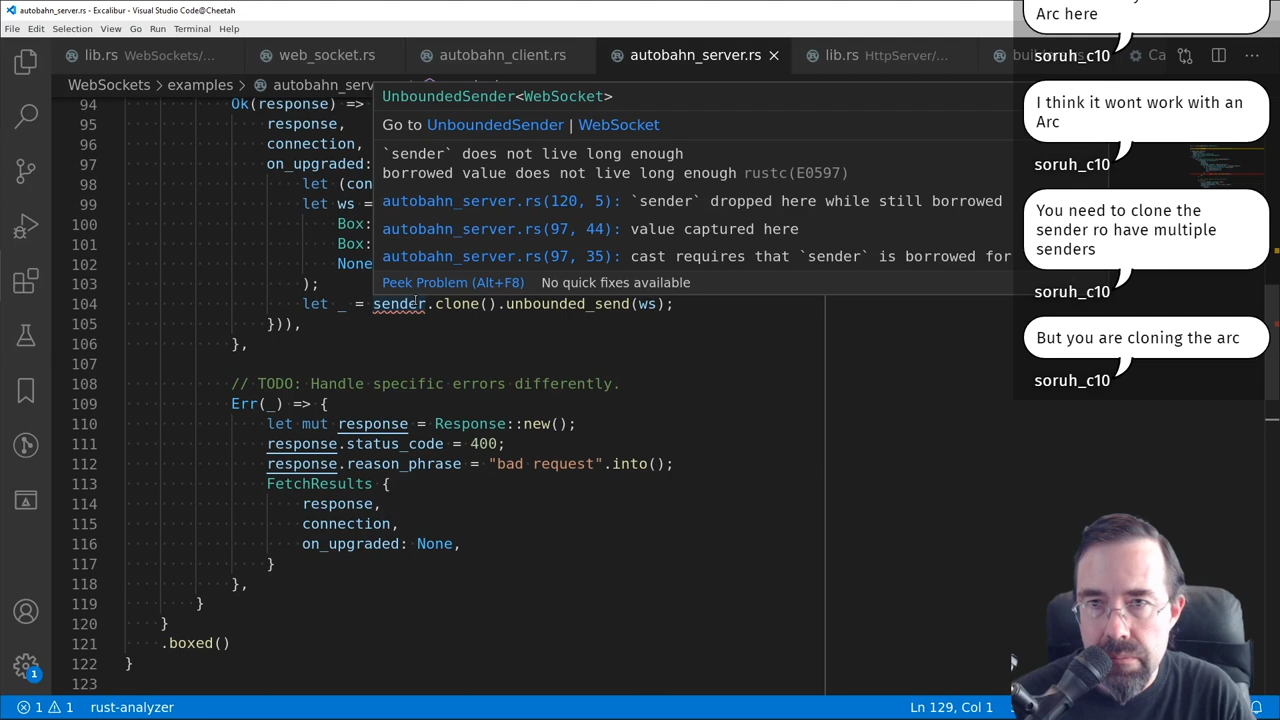 autobahn_server.rs - Excalibur - Visual Studio Code@Cheetah
File Edit Selection View Go Run Terminal Help
lib.rs WebSockets/... web_socket.rs autobahn_client.rs autobahn_server.rs × lib.rs HttpServer/... Ca ...
WebSockets > examples > autobahn_serv
94 Ok(response) =>
95 response,
96 connection,
97 on_upgraded:
98 let (con
99 let ws =
100 Box:
101 Box:
102 None
103 );
104 let _ = sender.clone().unbounded_send(ws);
105 })),
106 },
107
108 // TODO: Handle specific errors differently.
109 Err(_) => {
110 let mut response = Response::new();
111 response.status_code = 400;
112 response.reason_phrase = "bad request".into();
113 FetchResults {
114 response,
115 connection,
116 on_upgraded: None,
117 }
118 },
119 }
120 }
121 .boxed()
122 }
123
UnboundedSender<WebSocket>
Go to UnboundedSender | WebSocket
`sender` does not live long enough
borrowed value does not live long enough rustc(E0597)
autobahn_server.rs(120, 5): `sender` dropped here while still borrowed
autobahn_server.rs(97, 44): value captured here
autobahn_server.rs(97, 35): cast requires that `sender` is borrowed for
Peek Problem (Alt+F8) No quick fixes available
Arc here
soruh_c10
I think it wont work with an
Arc
soruh_c10
You need to clone the
sender ro have multiple
senders
soruh_c10
But you are cloning the arc
soruh_c10
1
1 1 rust-analyzer Ln 129, Col 1